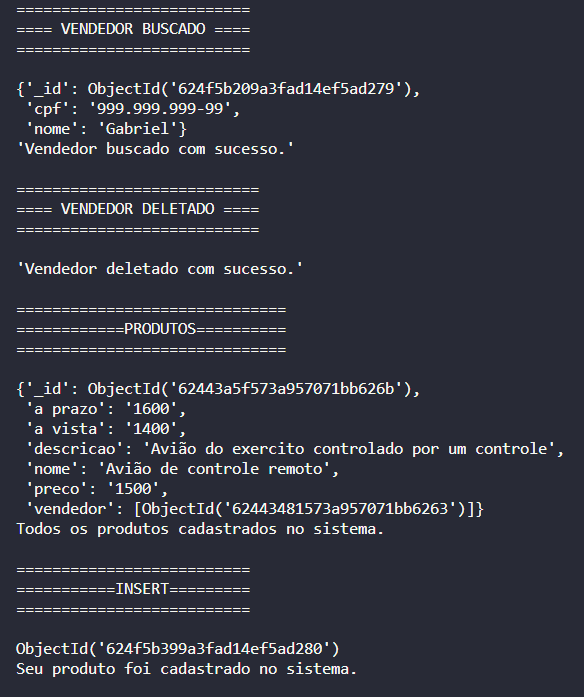 ==========================
==== VENDEDOR BUSCADO ====
==========================
{'_id': ObjectId('624f5b209a3fad14ef5ad279'),
 'cpf': '999.999.999-99',
 'nome': 'Gabriel'}
'Vendedor buscado com sucesso.'
===========================
==== VENDEDOR DELETADO ====
===========================
'Vendedor deletado com sucesso.'
==============================
============PRODUTOS==========
==============================
{'_id': ObjectId('62443a5f573a957071bb626b'),
 'a prazo': '1600',
 'a vista': '1400',
 'descricao': 'Avião do exercito controlado por um controle',
 'nome': 'Avião de controle remoto',
 'preco': '1500',
 'vendedor': [ObjectId('62443481573a957071bb6263')]}
Todos os produtos cadastrados no sistema.
==========================
===========INSERT=========
==========================
ObjectId('624f5b399a3fad14ef5ad280')
Seu produto foi cadastrado no sistema.